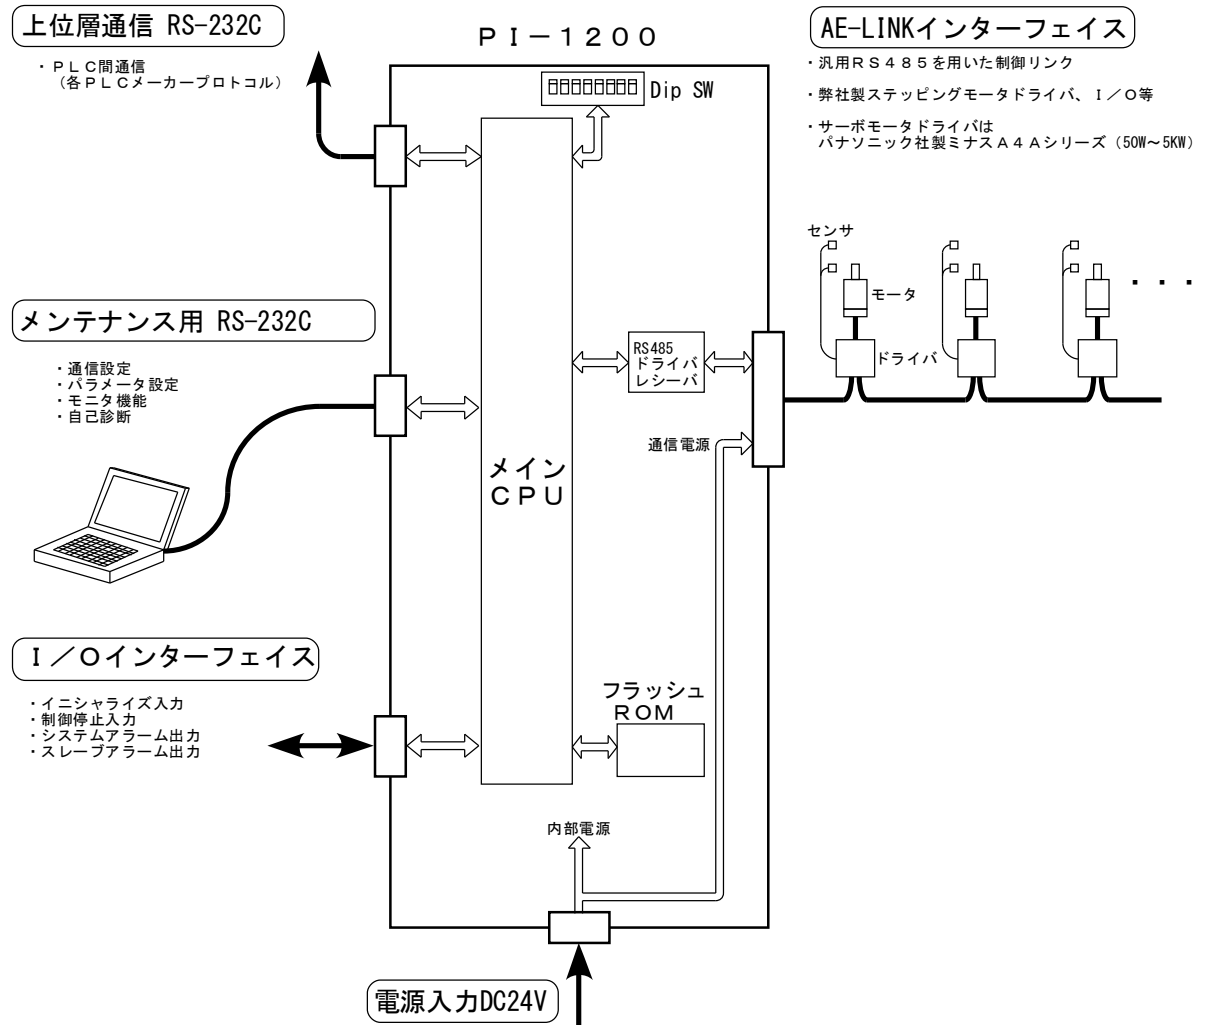 上位層通信 RS-232C
・ＰＬＣ間通信
（各ＰＬＣメーカープロトコル）
ＰＩ－１２００
Dip SW
AE-LINKインターフェイス
・汎用ＲＳ４８５を用いた制御リンク
・弊社製ステッピングモータドライバ、Ｉ／Ｏ等
・サーボモータドライバは
パナソニック社製ミナスＡ４Ａシリーズ（50W～5KW）
センサ
モータ
ドライバ
・・・
メンテナンス用 RS-232C
・通信設定
・パラメータ設定
・モニタ機能
・自己診断
RS485
ドライバ
レシーバ
通信電源
メイン
ＣＰＵ
Ｉ／Ｏインターフェイス
・イニシャライズ入力
・制御停止入力
・システムアラーム出力
・スレーブアラーム出力
フラッシュ
ＲＯＭ
内部電源
電源入力DC24V